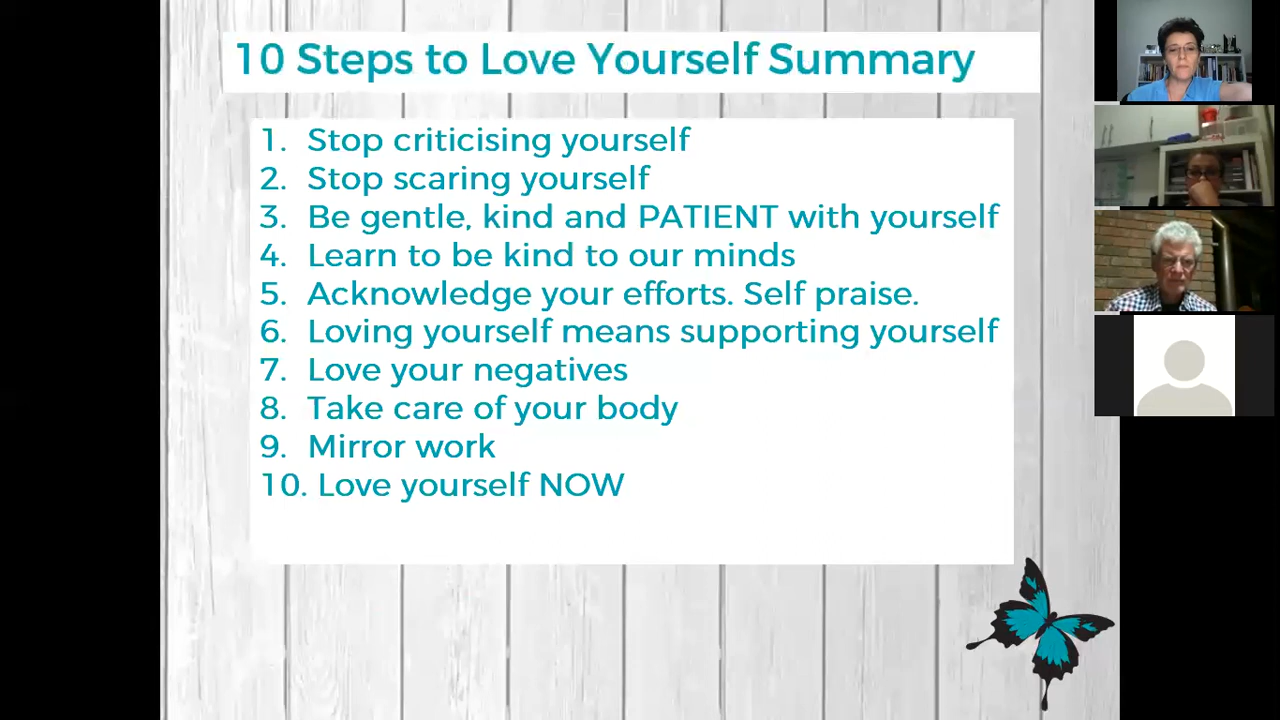 10 Steps to Love Yourself Summary
1. Stop criticising yourself
2. Stop scaring yourself
3. Be gentle, kind and PATIENT with yourself
4. Learn to be kind to our minds
5. Acknowledge your efforts. Self praise.
6. Loving yourself means supporting yourself
7. Love your negatives
8. Take care of your body
9. Mirror work
10. Love yourself NOW